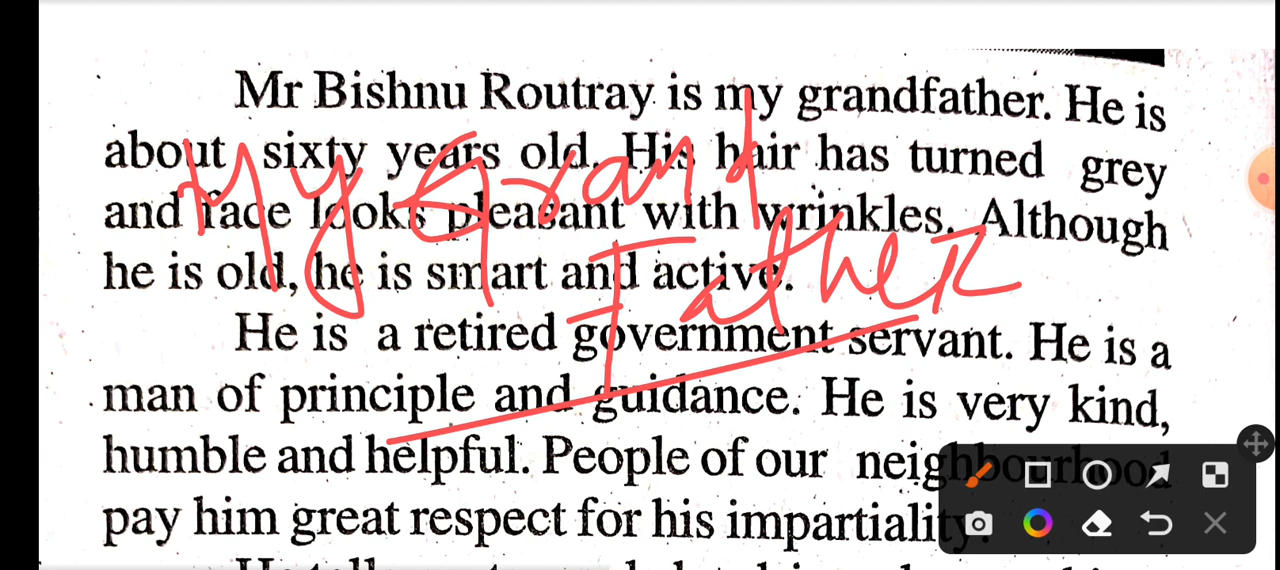 Mr Bishnu Routray is my grandfather. He is
about sixty years old. His hair has turned grey
and face looks pleasant with wrinkles. Although
he is old, he is smart and active.
My Grand
Father
He is a retired government servant. He is a
man of principle and guidance. He is very kind,
humble and helpful. People of our neighbourhood
pay him great respect for his impartiality.